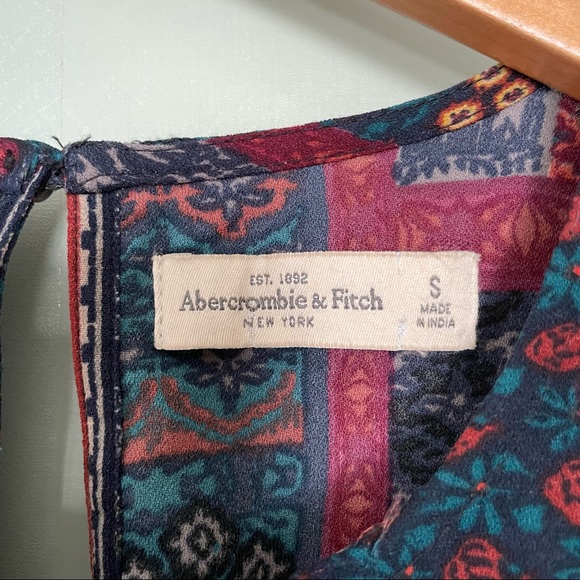 EST. 1892
Abercrombie & Fitch
NEW YORK
S
MADE
IN INDIA